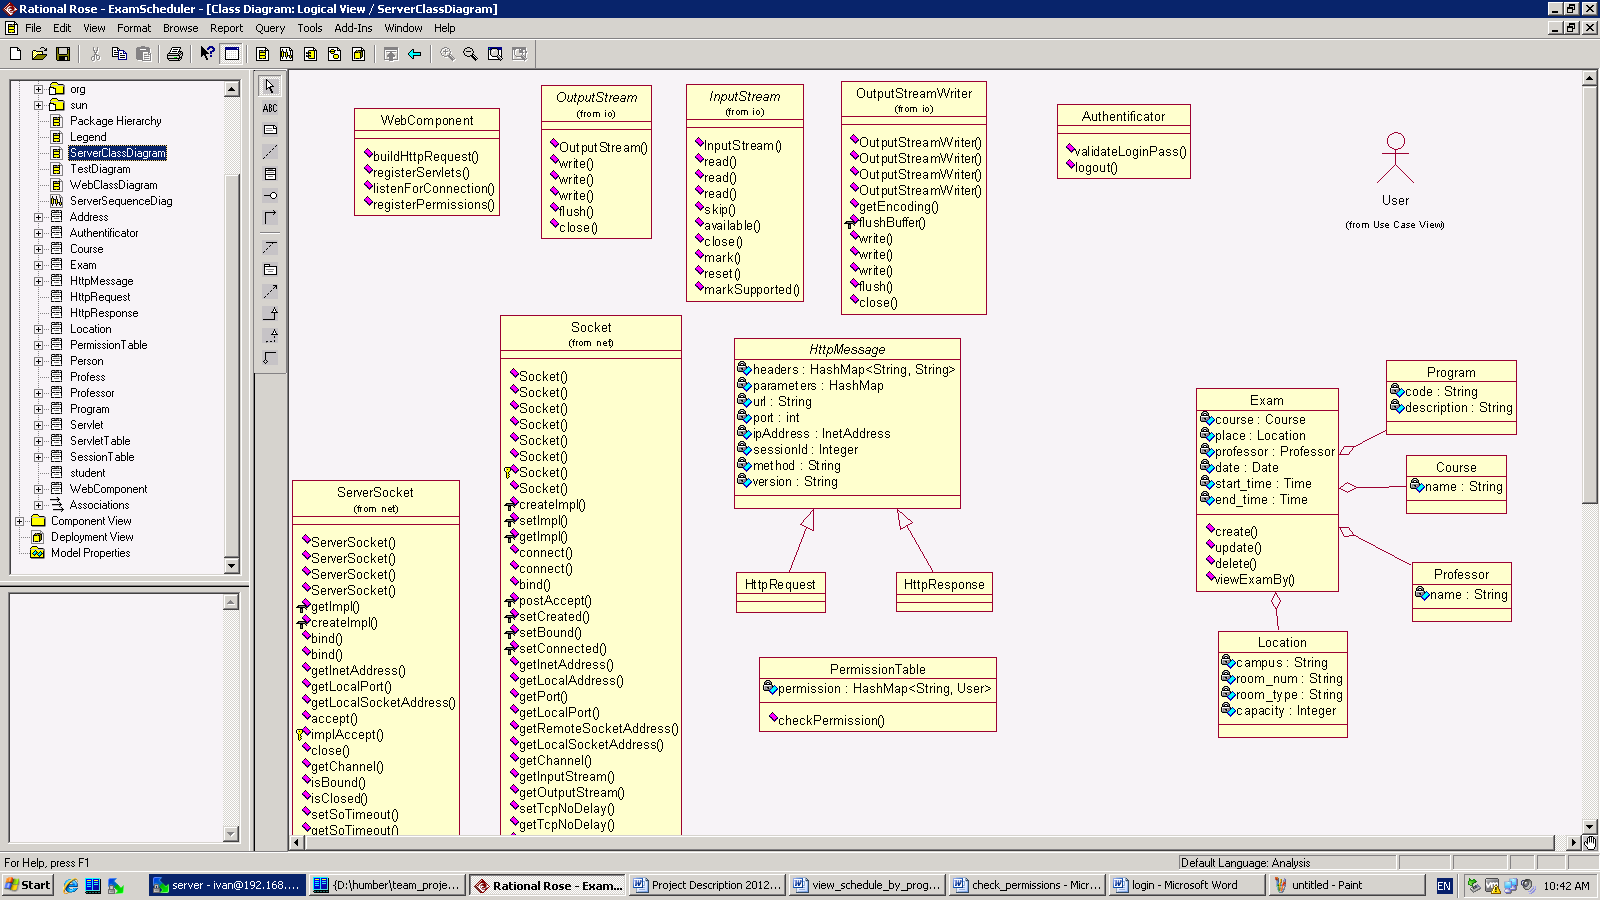 Rational Rose - ExamScheduler - [Class Diagram: Logical View / ServerClassDiagram]
File Edit View Format Browse Report Query Tools Add-Ins Window Help
ABC
org
sun
Package Hierarchy
Legend
ServerClassDiagram
TestDiagram
WebClassDiagram
ServerSequenceDiag
Address
Authentificator
Course
Exam
HttpMessage
HttpRequest
HttpResponse
Location
PermissionTable
Person
Profess
Professor
Program
Servlet
ServletTable
SessionTable
student
WebComponent
Associations
Component View
Deployment View
Model Properties
WebComponent
buildHttpRequest()
registerServlets()
listenForConnection()
registerPermissions()
OutputStream
(from io)
OutputStream()
write()
write()
write()
flush()
close()
InputStream
(from io)
InputStream()
read()
read()
read()
skip()
available()
close()
mark()
reset()
markSupported()
OutputStreamWriter
(from io)
OutputStreamWriter()
OutputStreamWriter()
OutputStreamWriter()
OutputStreamWriter()
getEncoding()
flushBuffer()
write()
write()
write()
flush()
close()
Authentificator
validateLoginPass()
logout()
User
(from Use Case View)
ServerSocket
(from net)
ServerSocket()
ServerSocket()
ServerSocket()
ServerSocket()
getImpl()
createImpl()
bind()
bind()
getInetAddress()
getLocalPort()
getLocalSocketAddress()
accept()
implAccept()
close()
getChannel()
isBound()
isClosed()
setSoTimeout()
getSoTimeout()
Socket
(from net)
Socket()
Socket()
Socket()
Socket()
Socket()
Socket()
Socket()
Socket()
createImpl()
setImpl()
getImpl()
connect()
connect()
bind()
postAccept()
setCreated()
setBound()
setConnected()
getInetAddress()
getLocalAddress()
getPort()
getLocalPort()
getRemoteSocketAddress()
getLocalSocketAddress()
getChannel()
getInputStream()
getOutputStream()
setTcpNoDelay()
getTcpNoDelay()
HttpMessage
headers : HashMap<String, String>
parameters : HashMap
url : String
port : int
ipAddress : InetAddress
sessionId : Integer
method : String
version : String
HttpRequest
HttpResponse
PermissionTable
permission : HashMap<String, User>
checkPermission()
Exam
course : Course
place : Location
professor : Professor
date : Date
start_time : Time
end_time : Time
create()
update()
delete()
viewExamBy()
Program
code : String
description : String
Course
name : String
Professor
name : String
Location
campus : String
room_num : String
room_type : String
capacity : Integer
For Help, press F1
Default Language: Analysis
Start
server - ivan@192.168....
{D:\humber\team_proje...
Rational Rose - Exam...
Project Description 2012...
view_schedule_by_prog...
check_permissions - Micr...
login - Microsoft Word
untitled - Paint
EN
10:42 AM